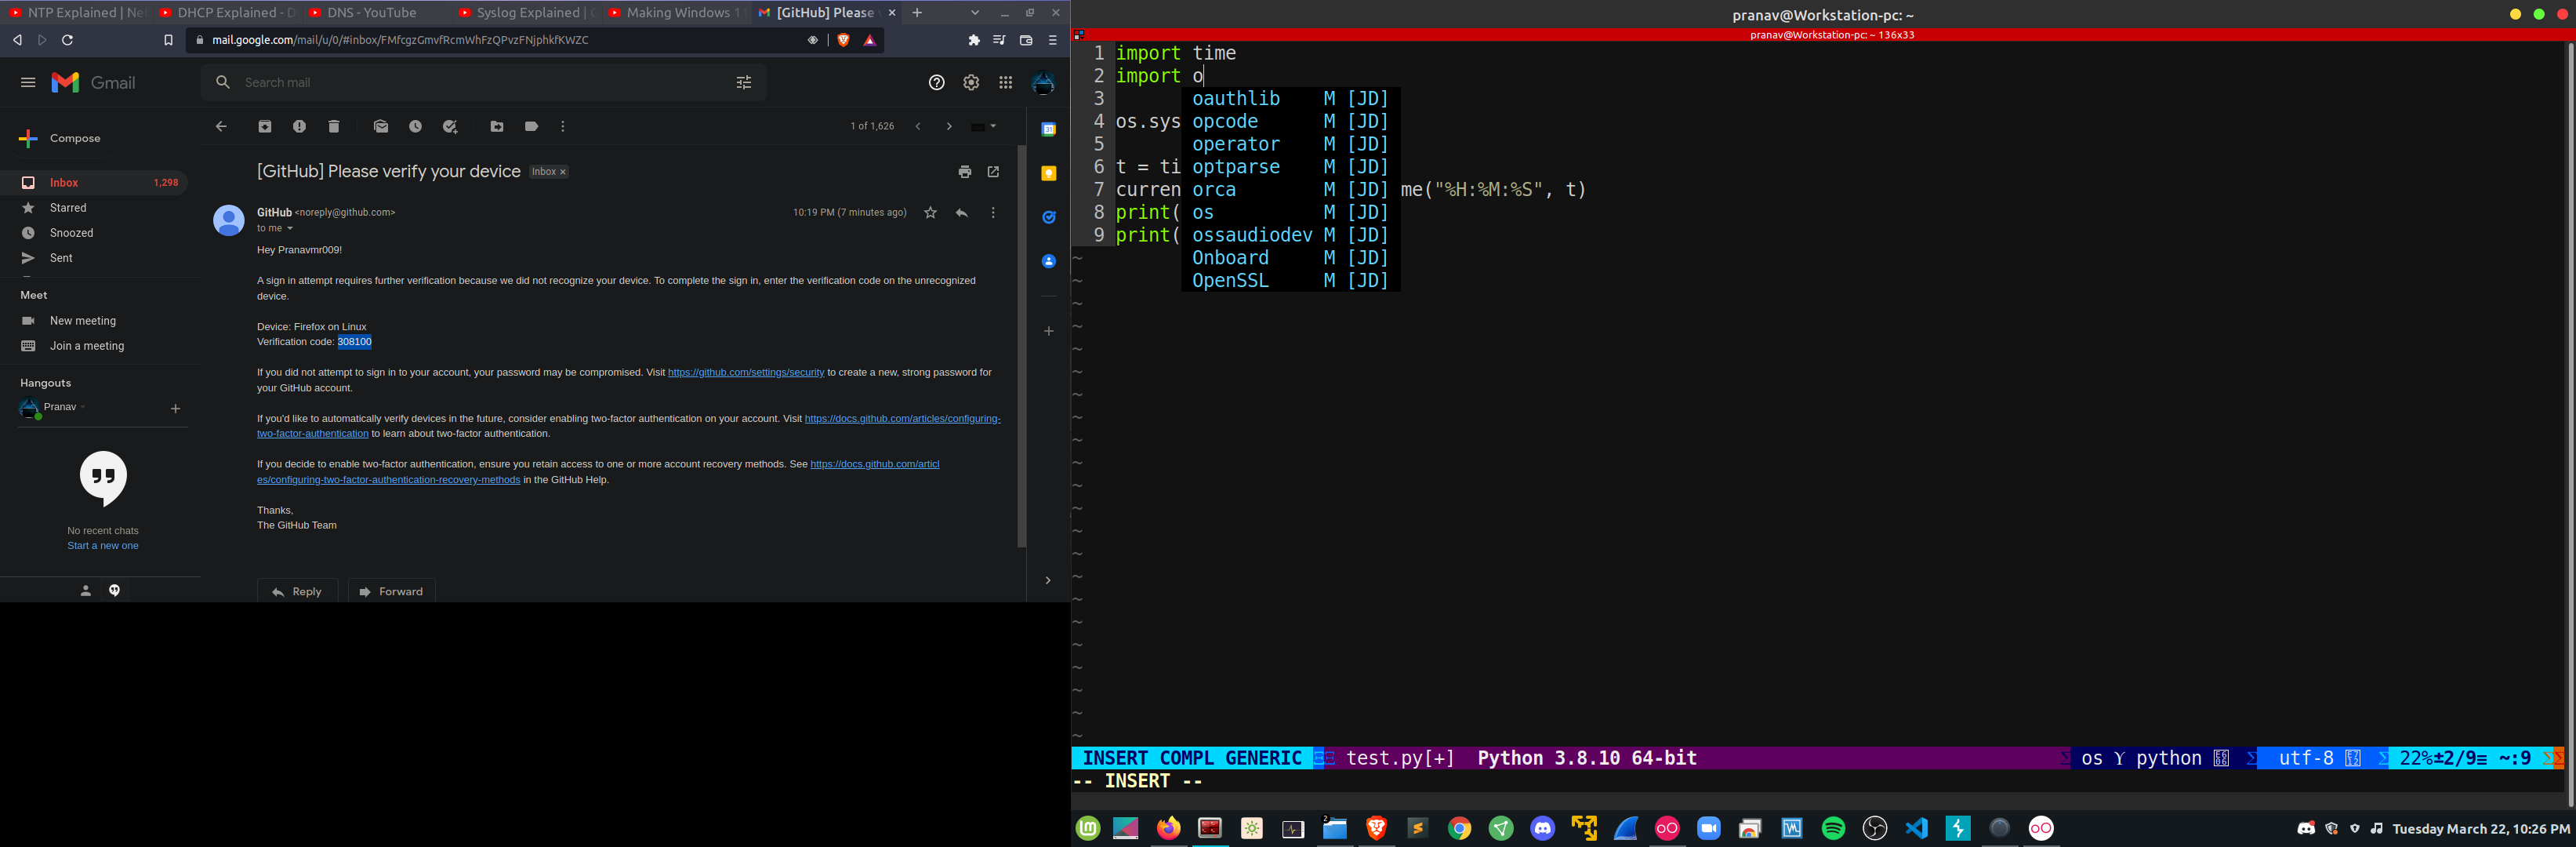 NTP Explained | Ne
DHCP Explained - D
DNS - YouTube
Syslog Explained | C
Making Windows 1
[GitHub] Please
mail.google.com/mail/u/0/#inbox/FMfcgzGmvfRcmWhFzQPvzFNjphkfKWZC
Gmail
Search mail
Compose
1 of 1,626
Inbox 1,298
Starred
Snoozed
Sent
Meet
New meeting
Join a meeting
Hangouts
Pranav
No recent chats
Start a new one
[GitHub] Please verify your device Inbox ×
GitHub <noreply@github.com> 10:19 PM (7 minutes ago)
to me
Hey Pranavmr009!
A sign in attempt requires further verification because we did not recognize your device. To complete the sign in, enter the verification code on the unrecognized
device.
Device: Firefox on Linux
Verification code: 308100
If you did not attempt to sign in to your account, your password may be compromised. Visit https://github.com/settings/security to create a new, strong password for
your GitHub account.
If you'd like to automatically verify devices in the future, consider enabling two-factor authentication on your account. Visit https://docs.github.com/articles/configuring-
two-factor-authentication to learn about two-factor authentication.
If you decide to enable two-factor authentication, ensure you retain access to one or more account recovery methods. See https://docs.github.com/articl
es/configuring-two-factor-authentication-recovery-methods in the GitHub Help.
Thanks,
The GitHub Team
Reply
Forward
pranav@Workstation-pc: ~
pranav@Workstation-pc: ~ 136x33
1 import time
2 import o
3 oauthlib M [JD]
4 os.sys opcode M [JD]
5 operator M [JD]
6 t = ti optparse M [JD]
7 curren orca M [JD] me("%H:%M:%S", t)
8 print( os M [JD]
9 print( ossaudiodev M [JD]
~ Onboard M [JD]
~ OpenSSL M [JD]
INSERT COMPL GENERIC test.py[+] Python 3.8.10 64-bit os Y python utf-8 22%±2/9≡ ~:9
-- INSERT --
2
Tuesday March 22, 10:26 PM